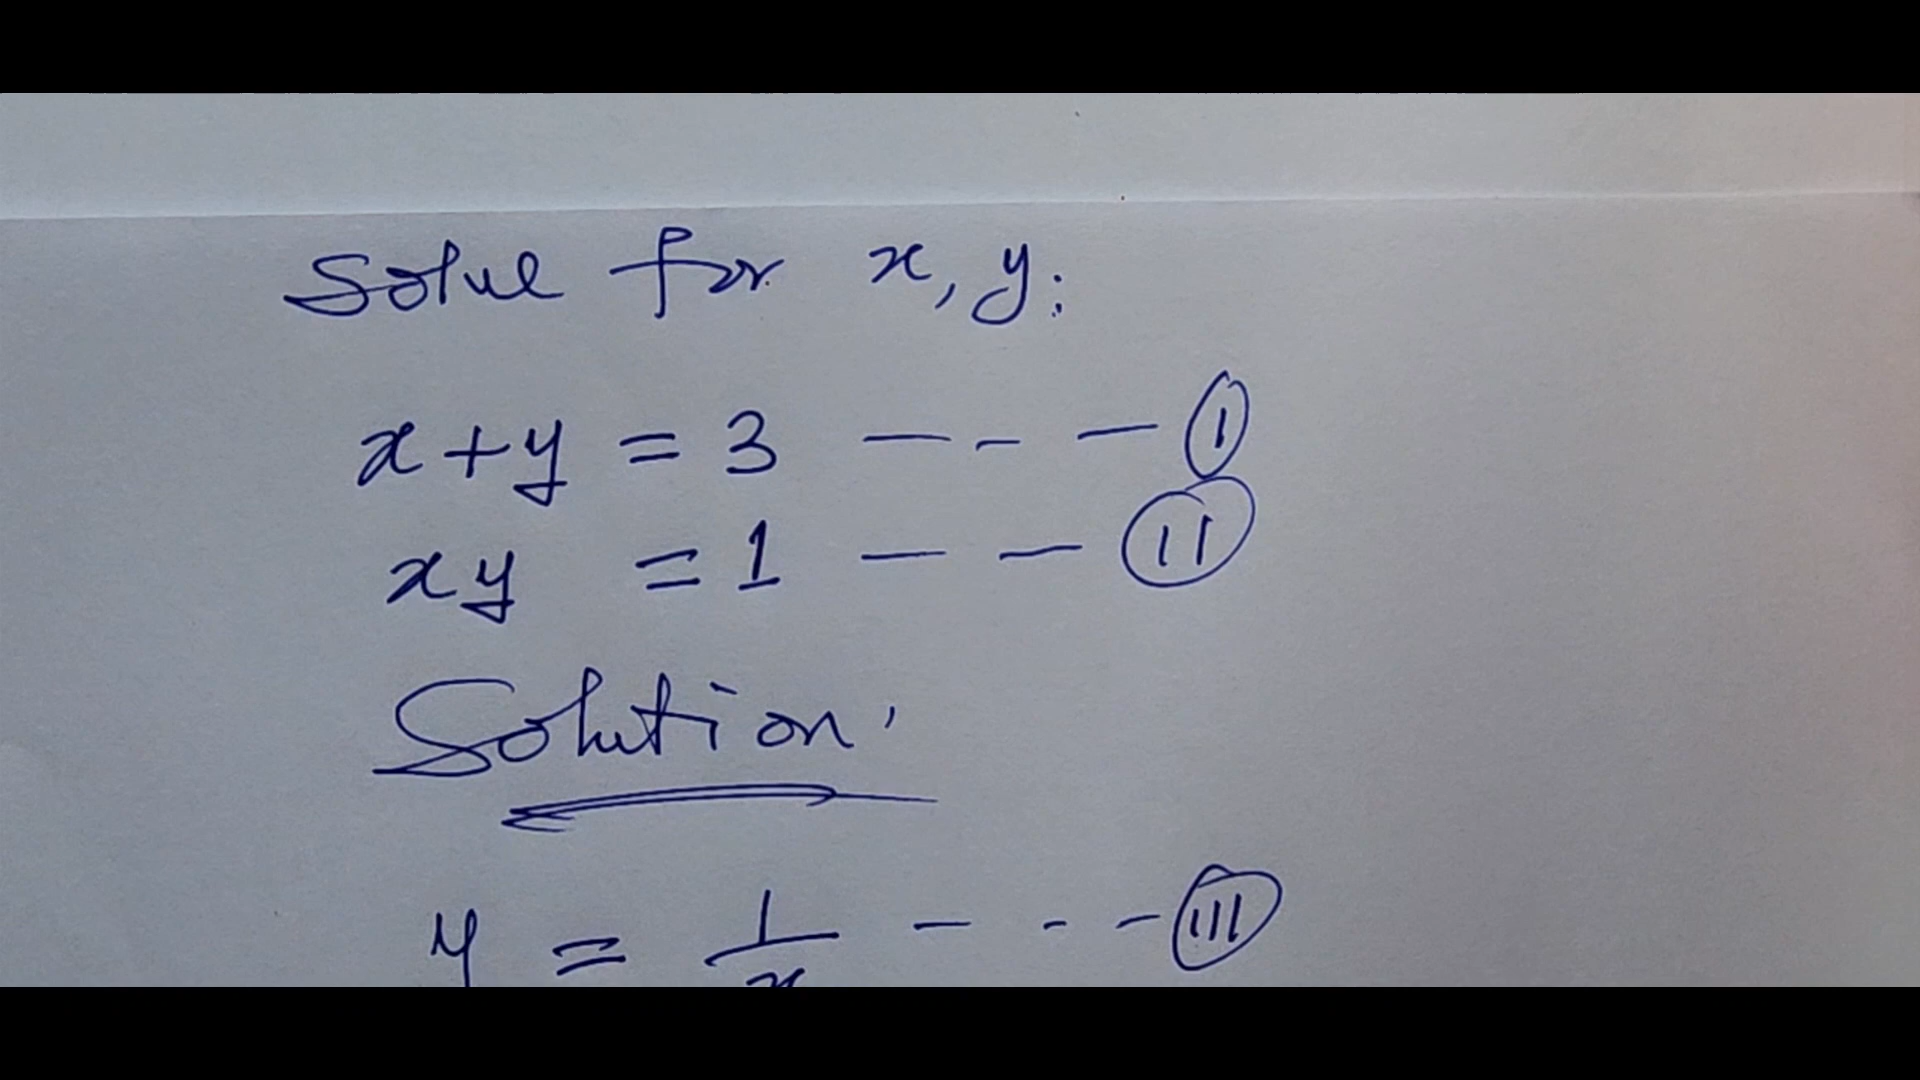 Solve for x, y:
x + y = 3 - - - (I)
xy = 1 - - (II)
Solution:
y = 1/x - - - (III)